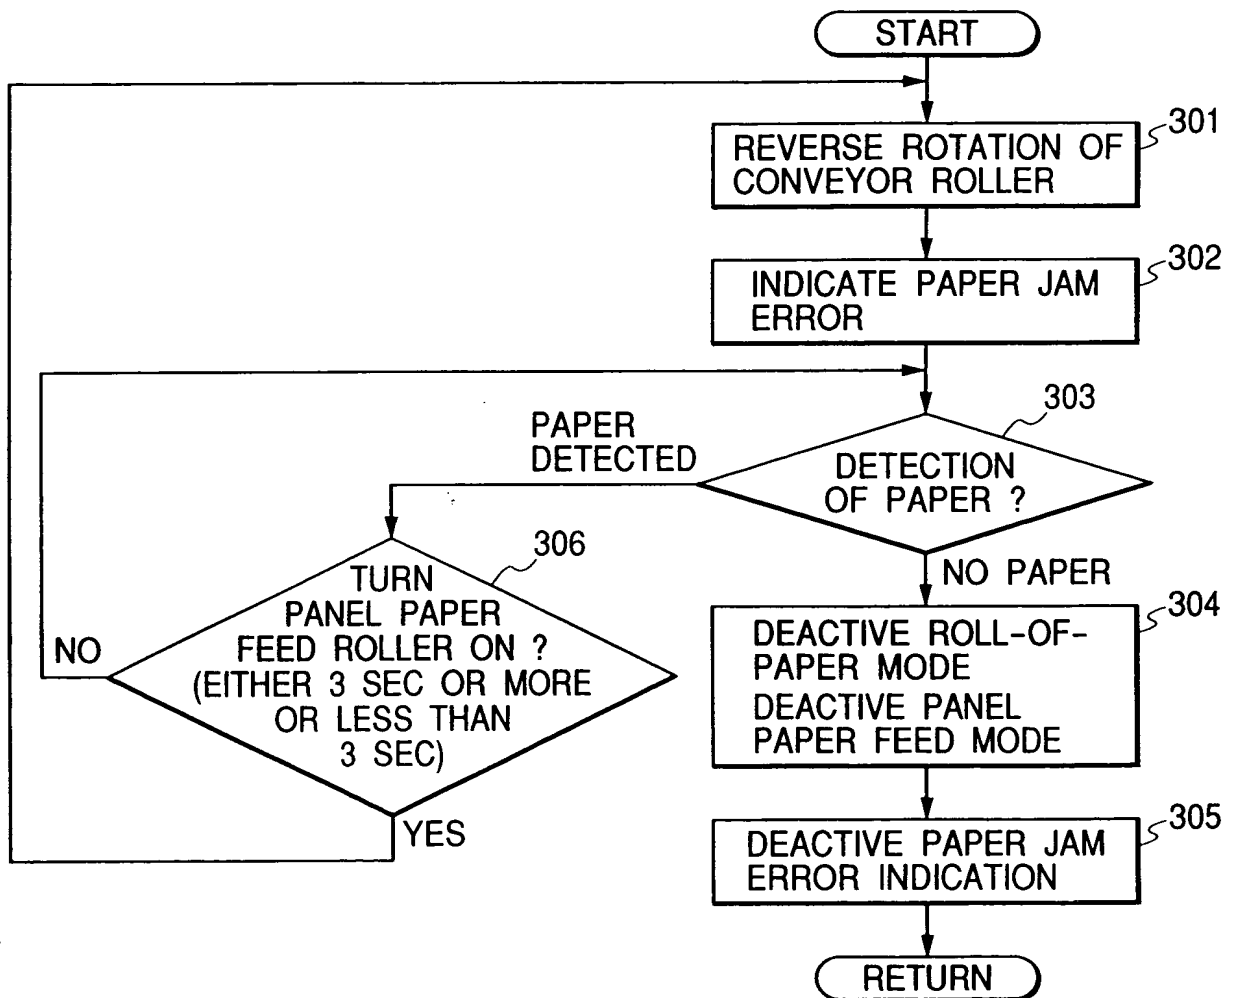 START
301
REVERSE ROTATION OF
CONVEYOR ROLLER
302
INDICATE PAPER JAM
ERROR
303
DETECTION
OF PAPER ?
PAPER
DETECTED
306
TURN
PANEL PAPER
FEED ROLLER ON ?
(EITHER 3 SEC OR MORE
OR LESS THAN
3 SEC)
NO
YES
NO PAPER
304
DEACTIVE ROLL-OF-
PAPER MODE
DEACTIVE PANEL
PAPER FEED MODE
305
DEACTIVE PAPER JAM
ERROR INDICATION
RETURN